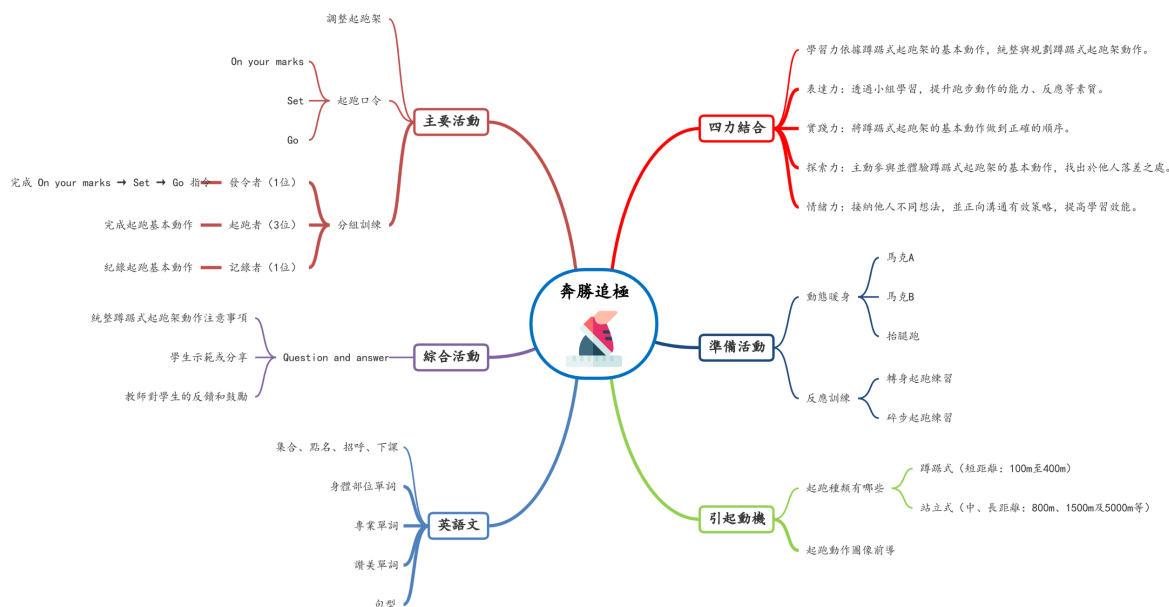 奔勝追極
四力結合
學習力依據蹲踞式起跑架的基本動作，統整與規劃蹲踞式起跑架動作。
表達力：透過小組學習，提升跑步動作的能力、反應等素質。
實踐力：將蹲踞式起跑架的基本動作做到正確的順序。
探索力：主動參與並體驗蹲踞式起跑架的基本動作，找出於他人落差之處。
情緒力：接納他人不同想法，並正向溝通有效策略，提高學習效能。
準備活動
動態暖身
馬克A
馬克B
抬腿跑
反應訓練
轉身起跑練習
碎步起跑練習
引起動機
起跑種類有哪些
蹲踞式（短距離：100m至400m）
站立式（中、長距離：800m、1500m及5000m等）
起跑動作圖像前導
主要活動
調整起跑架
起跑口令
On your marks
Set
Go
分組訓練
發令者（1位）
完成 On your marks → Set → Go 指令
起跑者（3位）
完成起跑基本動作
記錄者（1位）
紀錄起跑基本動作
綜合活動
Question and answer
統整蹲踞式起跑架動作注意事項
學生示範或分享
教師對學生的反饋和鼓勵
英語文
集合、點名、招呼、下課
身體部位單詞
專業單詞
讚美單詞
句型